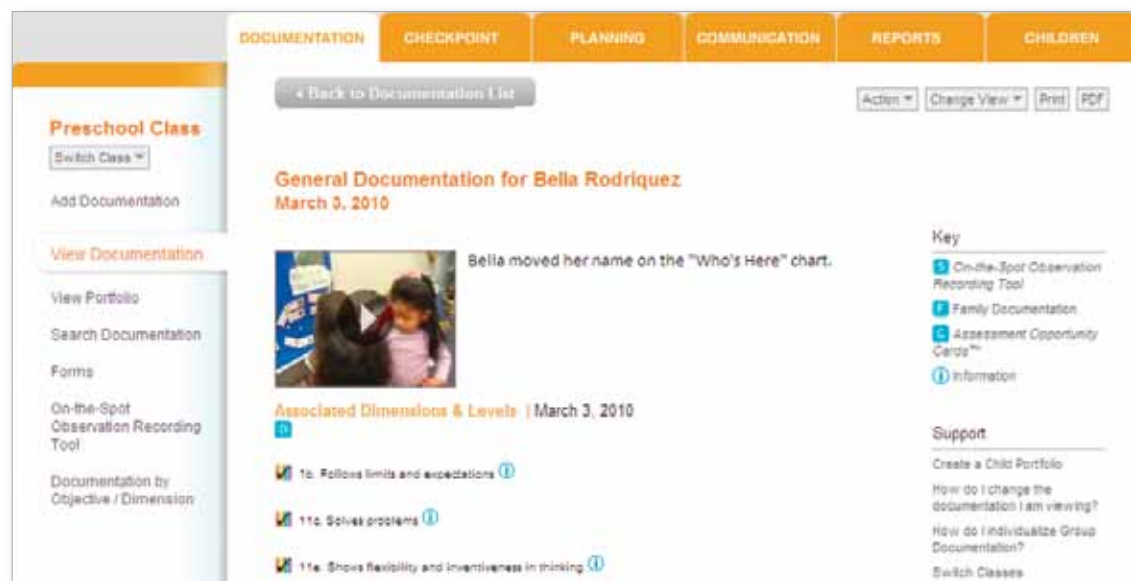 DOCUMENTATION
CHECKPOINT
PLANNING
COMMUNICATION
REPORTS
CHILDREN
Back to Documentation List
Action
Change View
Print
PDF
Preschool Class
Switch Class
Add Documentation
View Documentation
View Portfolio
Search Documentation
Forms
On-the-Spot
Observation Recording
Tool
Documentation by
Objective / Dimension
General Documentation for Bella Rodriquez
March 3, 2010
Bella moved her name on the "Who's Here" chart.
Associated Dimensions & Levels | March 3, 2010
D
1b. Follows limits and expectations
11c. Solves problems
11e. Shows flexibility and inventiveness in thinking
Key
S On-the-Spot Observation
Recording Tool
F Family Documentation
C Assessment Opportunity
Cards™
Information
Support
Create a Child Portfolio
How do I change the
documentation I am viewing?
How do I individualize Group
Documentation?
Switch Classes